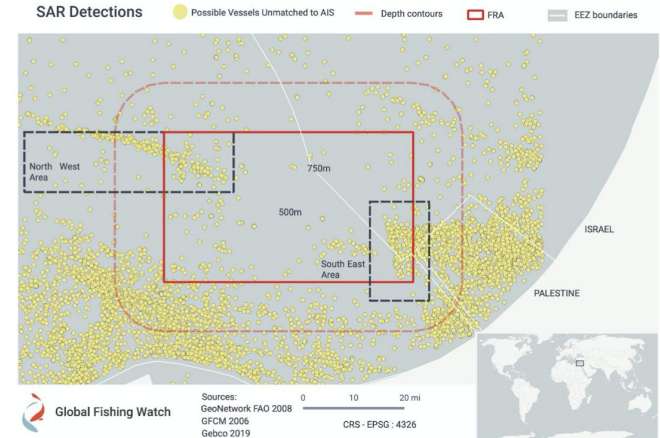 SAR Detections
Possible Vessels Unmatched to AIS
Depth contours
FRA
EEZ boundaries
North West
Area
750m
500m
South East
Area
ISRAEL
PALESTINE
Global Fishing Watch
Sources:
GeoNetwork FAO 2008
GFCM 2006
Gebco 2019
0 10 20 mi
CRS - EPSG : 4326